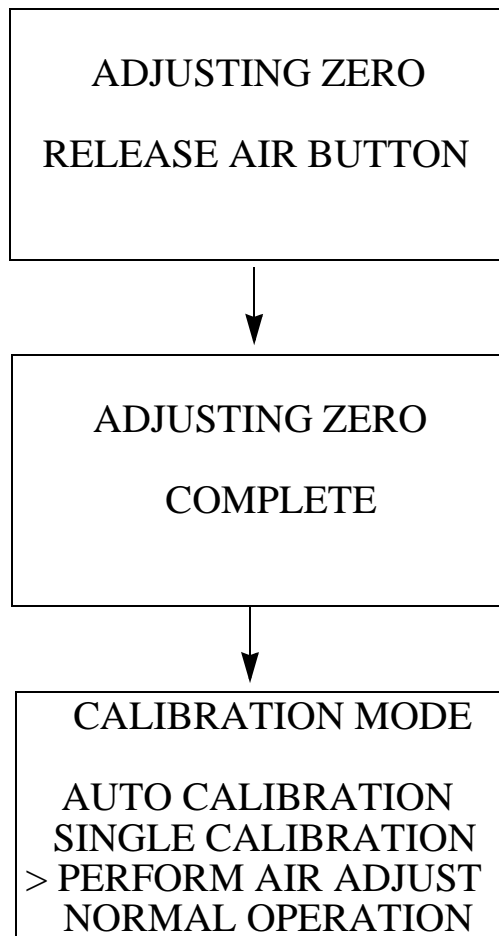 ADJUSTING ZERO
RELEASE AIR BUTTON
ADJUSTING ZERO
COMPLETE
CALIBRATION MODE
AUTO CALIBRATION
SINGLE CALIBRATION
> PERFORM AIR ADJUST
NORMAL OPERATION